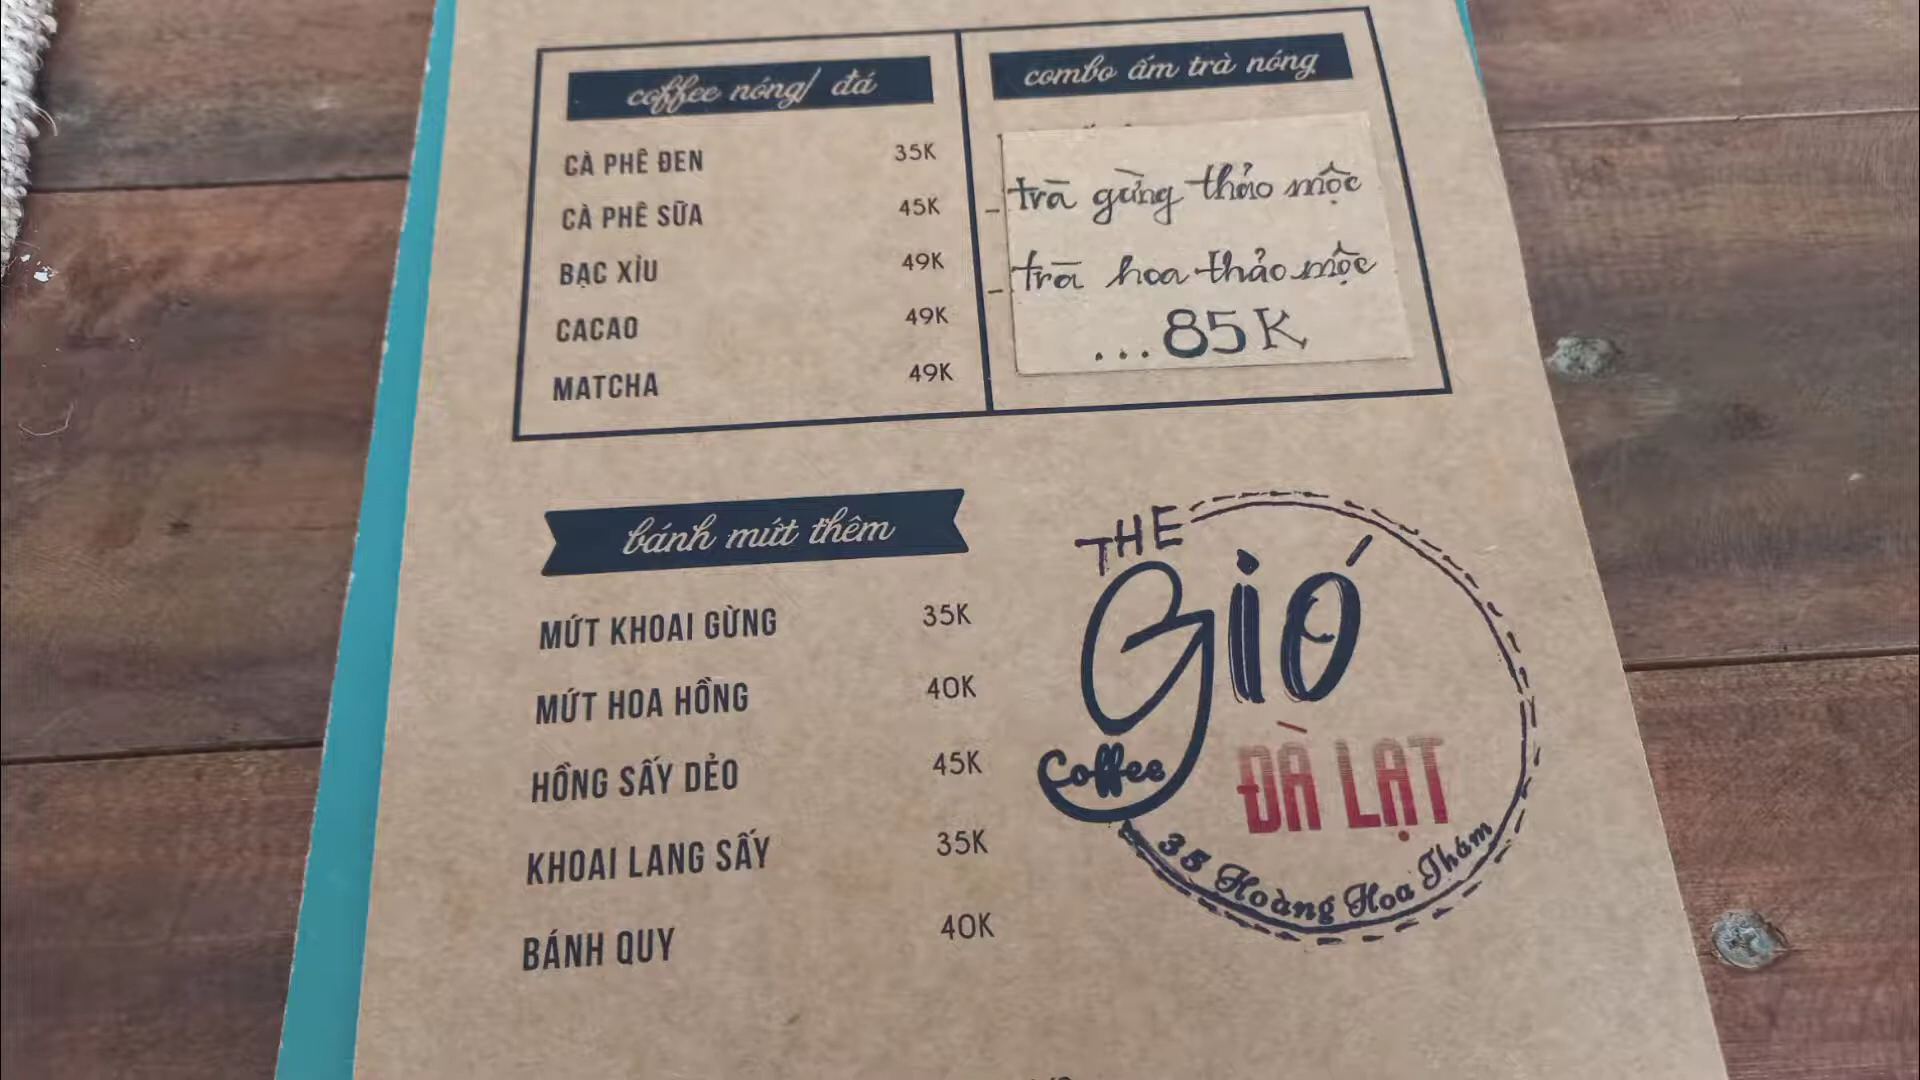 coffee nóng/ đá
CÀ PHÊ ĐEN 35K
CÀ PHÊ SỮA 45K
BẠC XỈU 49K
CACAO 49K
MATCHA 49K
combo ấm trà nóng
- trà gừng thảo mộc
- trà hoa thảo mộc
...85K
bánh mứt thêm
MỨT KHOAI GỪNG 35K
MỨT HOA HỒNG 40K
HỒNG SẤY DẺO 45K
KHOAI LANG SẤY 35K
BÁNH QUY 40K
THE
Gió
Coffee
ĐÀ LẠT
35 Hoàng Hoa Thám